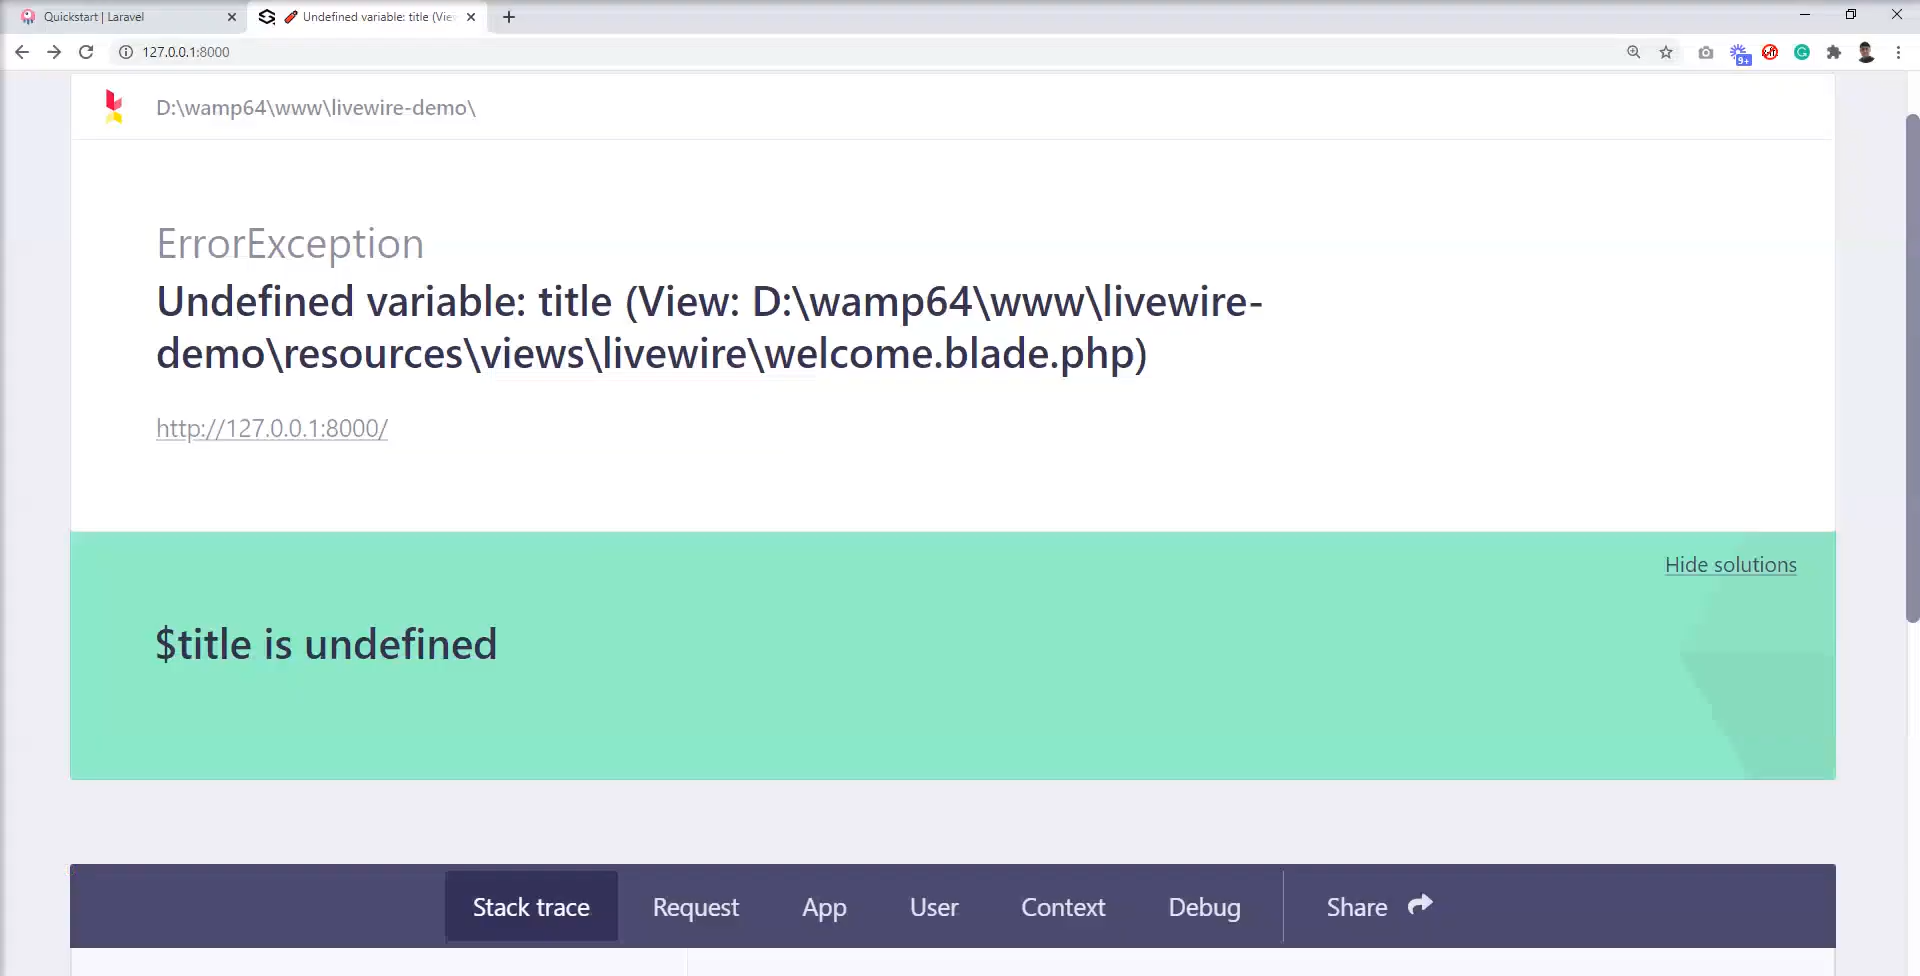 Quickstart | Laravel
Undefined variable: title (Vie
127.0.0.1:8000
9+
D:\wamp64\www\livewire-demo\
ErrorException
Undefined variable: title (View: D:\wamp64\www\livewire-
demo\resources\views\livewire\welcome.blade.php)
http://127.0.0.1:8000/
Hide solutions
$title is undefined
Stack trace
Request
App
User
Context
Debug
Share